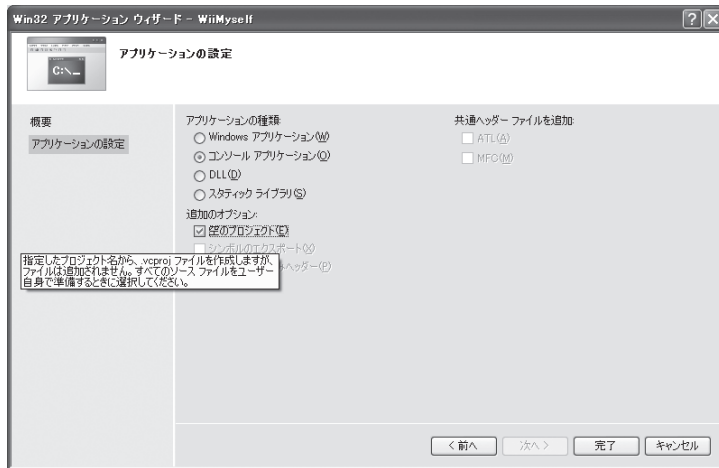 Win32 アプリケーション ウィザード - WiiMyself
アプリケーションの設定
C:\
概要
アプリケーションの設定
アプリケーションの種類:
Windows アプリケーション(W)
コンソール アプリケーション(O)
DLL(D)
スタティック ライブラリ(S)
追加のオプション:
空のプロジェクト(E)
シンボルのエクスポート(X)
ヘッダー(P)
共通ヘッダー ファイルを追加:
ATL(A)
MFC(M)
指定したプロジェクト名から、.vcproj ファイルを作成しますが、
ファイルは追加されません。すべてのソース ファイルをユーザー
自身で準備するときに選択してください。
< 前へ
次へ >
完了
キャンセル